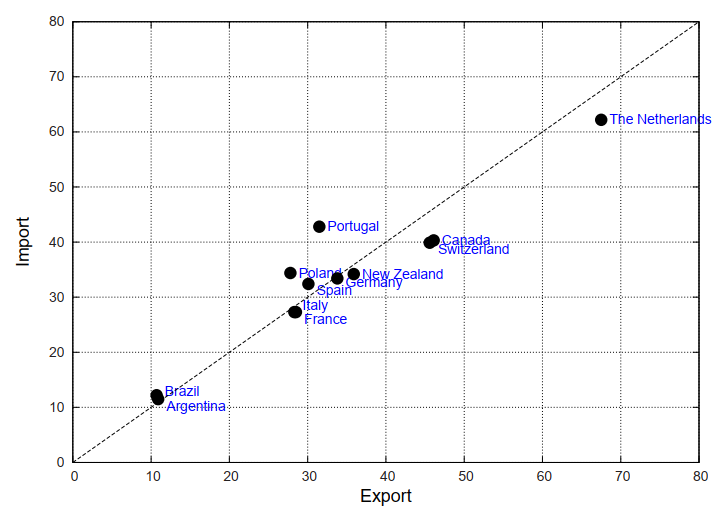 80
70
The Netherlands
60
50
Portugal
Import
40
Canada
Switzerland
Poland
New Zealand
Germany
Spain
30
Italy
France
20
Brazil
Argentina
10
0
0 10 20 30 40 50 60 70 80
Export